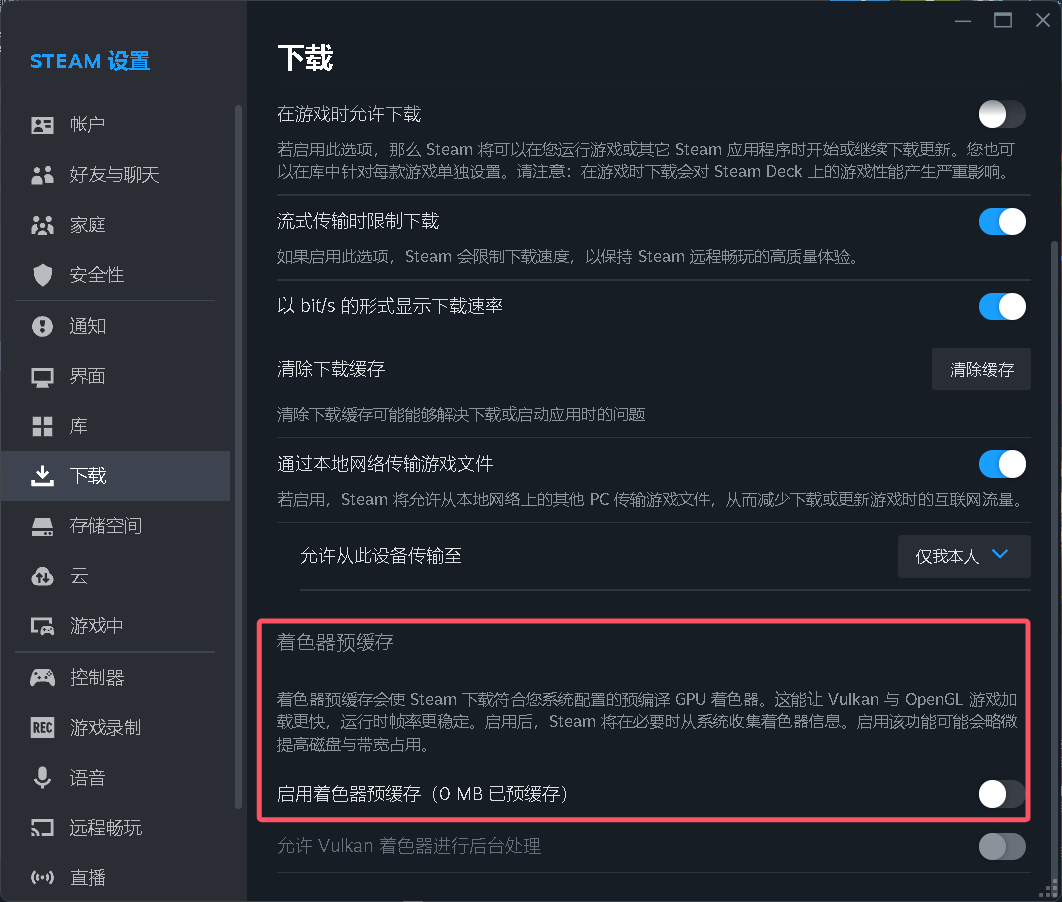 STEAM 设置
帐户
好友与聊天
家庭
安全性
通知
界面
库
下载
存储空间
云
游戏中
控制器
REC
游戏录制
语音
远程畅玩
直播
下载
在游戏时允许下载
若启用此选项，那么 Steam 将可以在您运行游戏或其它 Steam 应用程序时开始或继续下载更新。您也可
以在库中针对每款游戏单独设置。请注意：在游戏时下载会对 Steam Deck 上的游戏性能产生严重影响。
流式传输时限制下载
如果启用此选项，Steam 会限制下载速度，以保持 Steam 远程畅玩的高质量体验。
以 bit/s 的形式显示下载速率
清除下载缓存
清除缓存
清除下载缓存可能能够解决下载或启动应用时的问题
通过本地网络传输游戏文件
若启用，Steam 将允许从本地网络上的其他 PC 传输游戏文件，从而减少下载或更新游戏时的互联网流量。
允许从此设备传输至
仅我本人
着色器预缓存
着色器预缓存会使 Steam 下载符合您系统配置的预编译 GPU 着色器。这能让 Vulkan 与 OpenGL 游戏加
载更快，运行时帧率更稳定。启用后，Steam 将在必要时从系统收集着色器信息。启用该功能可能会略微
提高磁盘与带宽占用。
启用着色器预缓存（0 MB 已预缓存）
允许 Vulkan 着色器进行后台处理